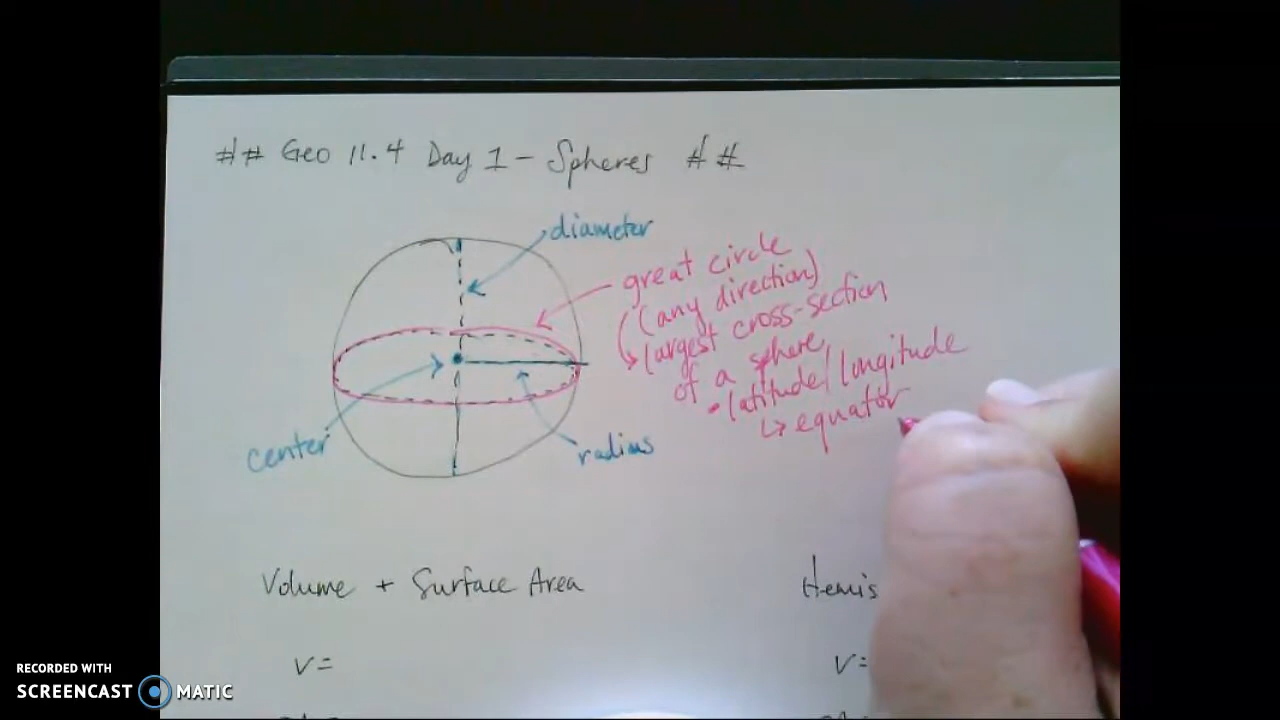 ## Geo 11.4 Day 1 - Spheres ##
diameter
great circle
(any direction)
largest cross-section
of a sphere
• latitude/longitude
↳ equator
center
radius
Volume + Surface Area
Hemis
V=
V=
RECORDED WITH
SCREENCAST MATIC